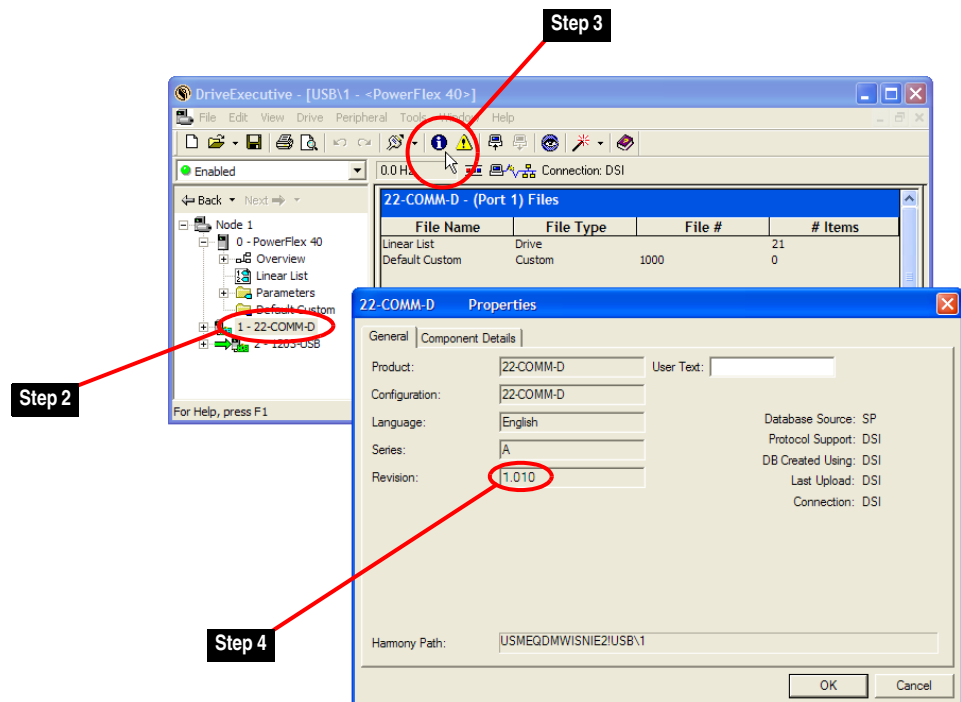 Step 3
DriveExecutive - [USB\1 - <PowerFlex 40>]
File Edit View Drive Peripheral Tools Window Help
Enabled
0.0 Hz
Connection: DSI
Back
Next
22-COMM-D - (Port 1) Files
File Name File Type File # # Items
Linear List Drive 21
Default Custom Custom 1000 0
Node 1
0 - PowerFlex 40
Overview
Linear List
Parameters
Default Custom
1 - 22-COMM-D
2 - 1203-USB
Step 2
For Help, press F1
22-COMM-D Properties
General Component Details
Product: 22-COMM-D User Text:
Configuration: 22-COMM-D
Language: English
Series: A
Revision: 1.010
Database Source: SP
Protocol Support: DSI
DB Created Using: DSI
Last Upload: DSI
Connection: DSI
Step 4
Harmony Path: USMEQDMWISNIE2!USB\1
OK Cancel